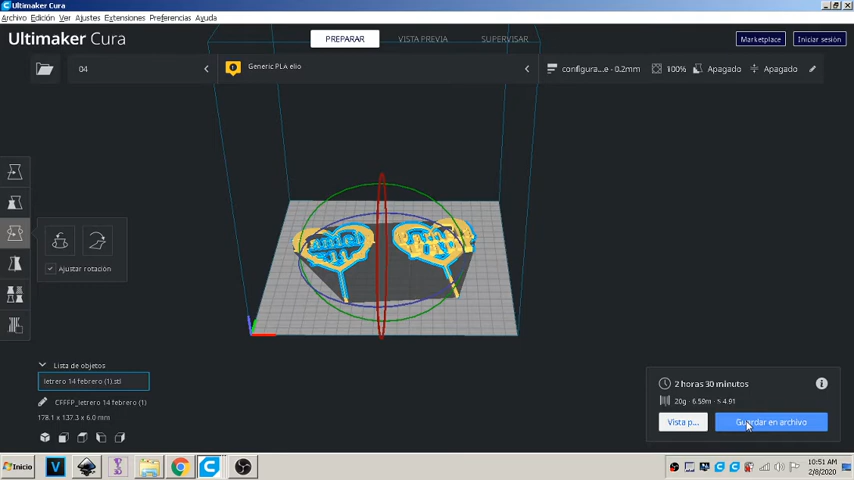 Ultimaker Cura
Archivo Edición Ver Ajustes Extensiones Preferencias Ayuda
Ultimaker Cura
PREPARAR
VISTA PREVIA
SUPERVISAR
Marketplace
Iniciar sesión
04
Generic PLA elio
configura...e - 0.2mm
100%
Apagado
Apagado
Ajustar rotación
Lista de objetos
letrero 14 febrero (1).stl
CFFFP_letrero 14 febrero (1)
178.1 x 137.3 x 6.0 mm
2 horas 30 minutos
20g · 6.59m · $ 4.91
Vista p...
Guardar en archivo
Inicio
10:51 AM
2/8/2020